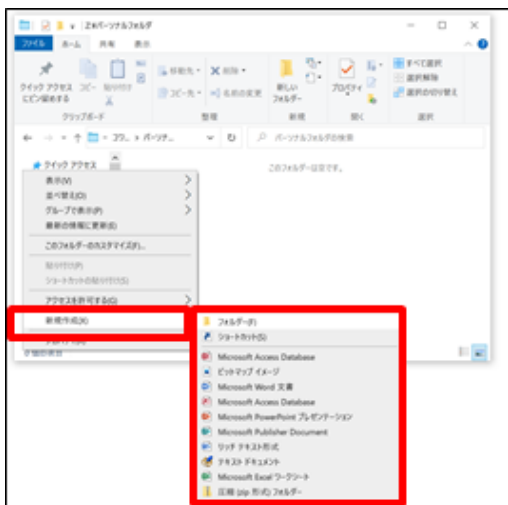 正本パーソナルフォルダ
ファイル ホーム 共有 表示
クイック アクセスにピン留めする
コピー
貼り付け
移動先
コピー先
削除
名前の変更
新しいフォルダー
プロパティ
すべて選択
選択解除
選択の切り替え
クリップボード 整理 新規 開く 選択
パーソナルフォルダの検索
クイック アクセス
このフォルダーは空です。
表示(V)
並べ替え(O)
グループで表示(P)
最新の情報に更新(E)
このフォルダーのカスタマイズ(F)...
貼り付け(P)
ショートカットの貼り付け(S)
アクセスを許可する(G)
新規作成(X)
フォルダー(F)
ショートカット(S)
Microsoft Access Database
ビットマップ イメージ
Microsoft Word 文書
Microsoft Access Database
Microsoft PowerPoint プレゼンテーション
Microsoft Publisher Document
リッチ テキスト形式
テキスト ドキュメント
Microsoft Excel ワークシート
圧縮 (zip 形式) フォルダー